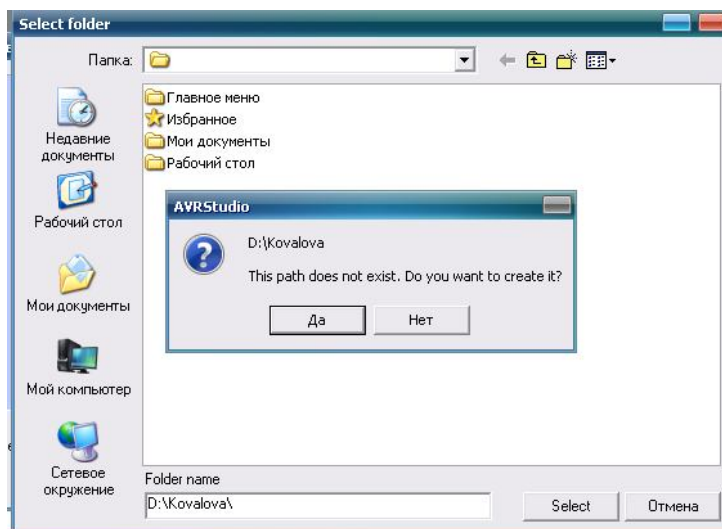 Select folder
Папка:
Главное меню
Избранное
Мои документы
Рабочий стол
Недавние
документы
Рабочий стол
Мои документы
Мой компьютер
Сетевое
окружение
AVRStudio
D:\Kovalova
This path does not exist. Do you want to create it?
Да
Нет
Folder name
D:\Kovalova\
Select
Отмена